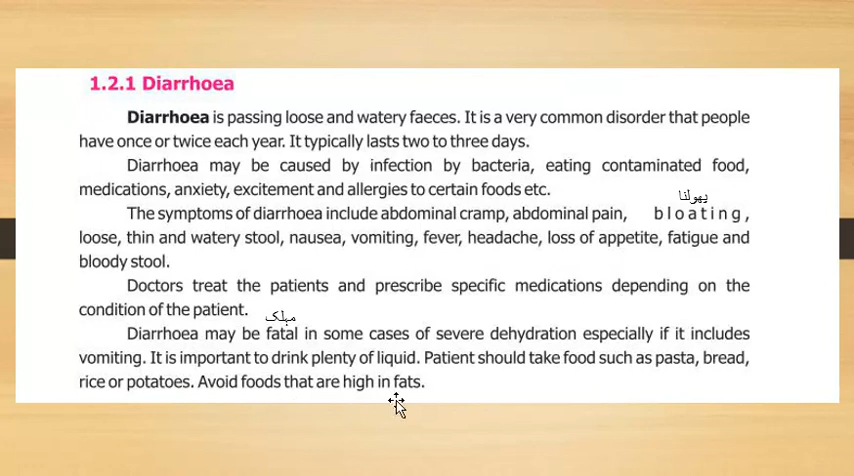 1.2.1 Diarrhoea
Diarrhoea is passing loose and watery faeces. It is a very common disorder that people
have once or twice each year. It typically lasts two to three days.
Diarrhoea may be caused by infection by bacteria, eating contaminated food,
medications, anxiety, excitement and allergies to certain foods etc.
پھولنا
The symptoms of diarrhoea include abdominal cramp, abdominal pain, bloating,
loose, thin and watery stool, nausea, vomiting, fever, headache, loss of appetite, fatigue and
bloody stool.
Doctors treat the patients and prescribe specific medications depending on the
condition of the patient.
مہلک
Diarrhoea may be fatal in some cases of severe dehydration especially if it includes
vomiting. It is important to drink plenty of liquid. Patient should take food such as pasta, bread,
rice or potatoes. Avoid foods that are high in fats.